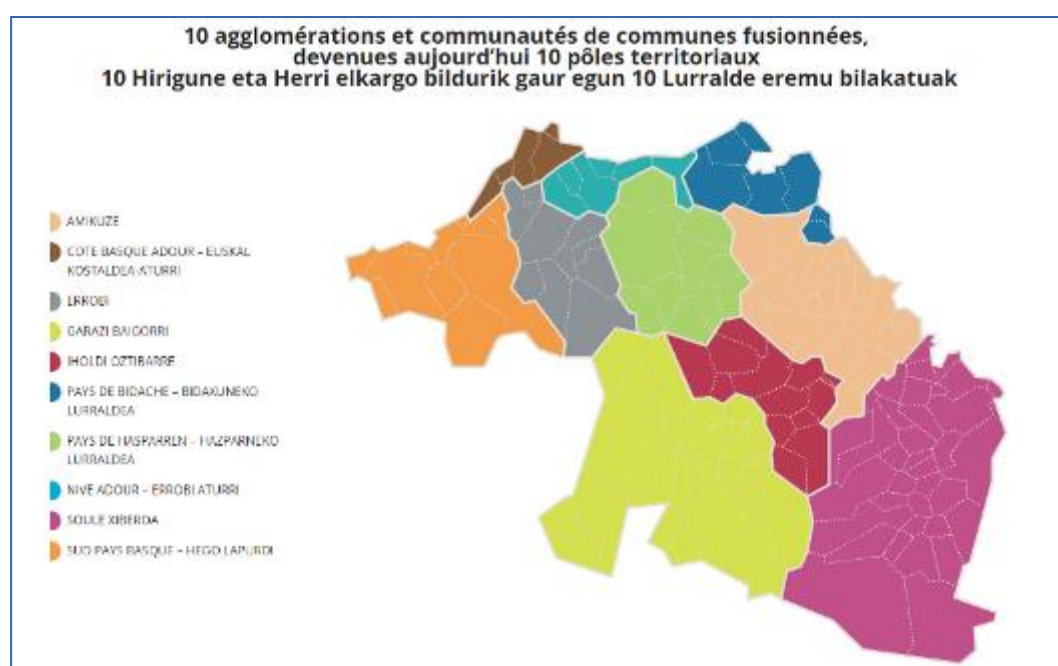 10 agglomérations et communautés de communes fusionnées,
devenues aujourd'hui 10 pôles territoriaux
10 Hirigune eta Herri elkargo bildurik gaur egun 10 Lurralde eremu bilakatuak
AMIKUZE
COTE BASQUE ADOUR – EUSKAL
KOSTALDEA-ATURRI
ERROBI
GARAZI BAIGORRI
IHOLDI OZTIBARRE
PAYS DE BIDACHE – BIDAXUNEKO
LURRALDEA
PAYS DE HASPARREN – HAZPARNEKO
LURRALDEA
NIVE ADOUR – ERROBI ATURRI
SOULE XIBEROA
SUD PAYS BASQUE – HEGO LAPURDI